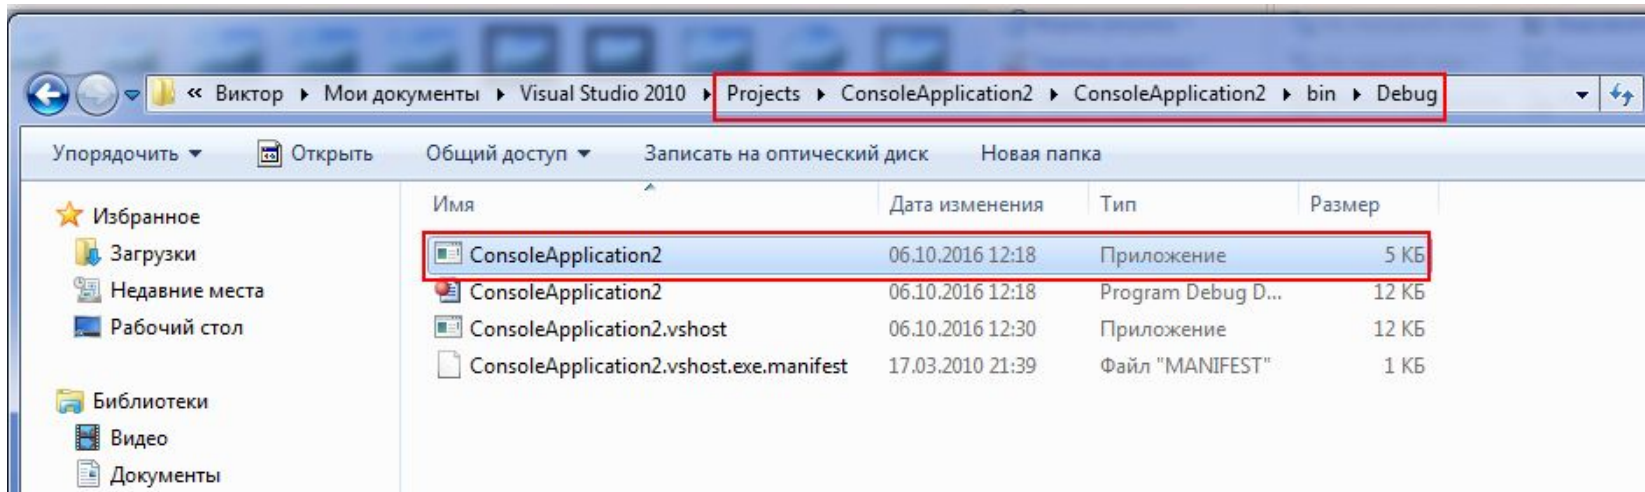 « Виктор Мои документы Visual Studio 2010 Projects ConsoleApplication2 ConsoleApplication2 bin Debug
Упорядочить Открыть Общий доступ Записать на оптический диск Новая папка
Имя Дата изменения Тип Размер
ConsoleApplication2 06.10.2016 12:18 Приложение 5 КБ
ConsoleApplication2 06.10.2016 12:18 Program Debug D... 12 КБ
ConsoleApplication2.vshost 06.10.2016 12:30 Приложение 12 КБ
ConsoleApplication2.vshost.exe.manifest 17.03.2010 21:39 Файл "MANIFEST" 1 КБ
Избранное
Загрузки
Недавние места
Рабочий стол
Библиотеки
Видео
Документы